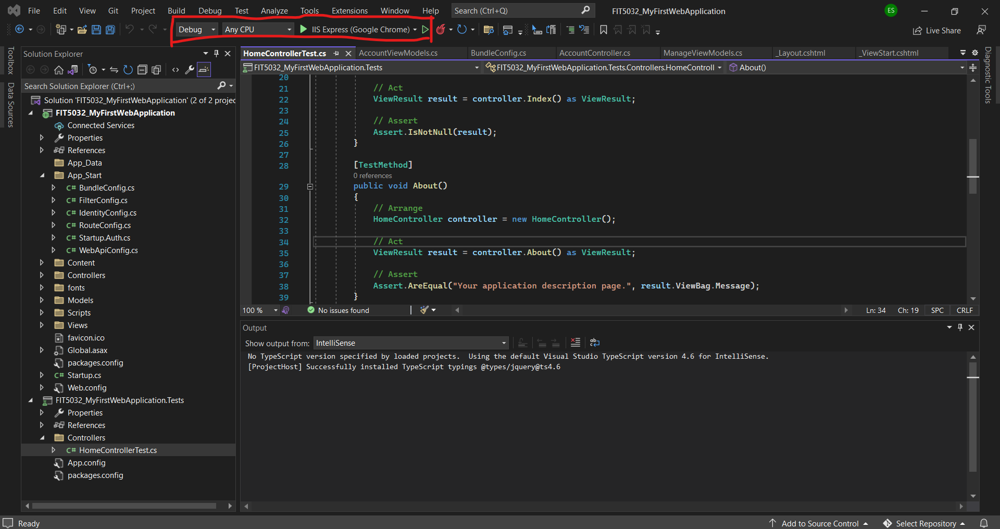 File Edit View Git Project Build Debug Test Analyze Tools Extensions Window Help Search (Ctrl+Q) FIT5032_MyFirstWebApplication ES
Debug Any CPU IIS Express (Google Chrome) Live Share
Toolbox
Data Sources
Solution Explorer
Search Solution Explorer (Ctrl+;)
Solution 'FIT5032_MyFirstWebApplication' (2 of 2 projec
FIT5032_MyFirstWebApplication
Connected Services
Properties
References
App_Data
App_Start
C# BundleConfig.cs
C# FilterConfig.cs
C# IdentityConfig.cs
C# RouteConfig.cs
C# Startup.Auth.cs
C# WebApiConfig.cs
Content
Controllers
fonts
Models
Scripts
Views
favicon.ico
Global.asax
packages.config
C# Startup.cs
Web.config
FIT5032_MyFirstWebApplication.Tests
Properties
References
Controllers
C# HomeControllerTest.cs
App.config
packages.config
HomeControllerTest.cs AccountViewModels.cs BundleConfig.cs AccountController.cs ManageViewModels.cs _Layout.cshtml _ViewStart.cshtml
FIT5032_MyFirstWebApplication.Tests FIT5032_MyFirstWebApplication.Tests.Controllers.HomeControll About()
20
21 // Act
22 ViewResult result = controller.Index() as ViewResult;
23
24 // Assert
25 Assert.IsNotNull(result);
26 }
27
28 [TestMethod]
0 references
29 public void About()
30 {
31 // Arrange
32 HomeController controller = new HomeController();
33
34 // Act
35 ViewResult result = controller.About() as ViewResult;
36
37 // Assert
38 Assert.AreEqual("Your application description page.", result.ViewBag.Message);
39 }
100 % No issues found Ln: 34 Ch: 19 SPC CRLF
Output
Show output from: IntelliSense
No TypeScript version specified by loaded projects.  Using the default Visual Studio TypeScript version 4.6 for IntelliSense.
[ProjectHost] Successfully installed TypeScript typings @types/jquery@ts4.6
Diagnostic Tools
Ready Add to Source Control Select Repository